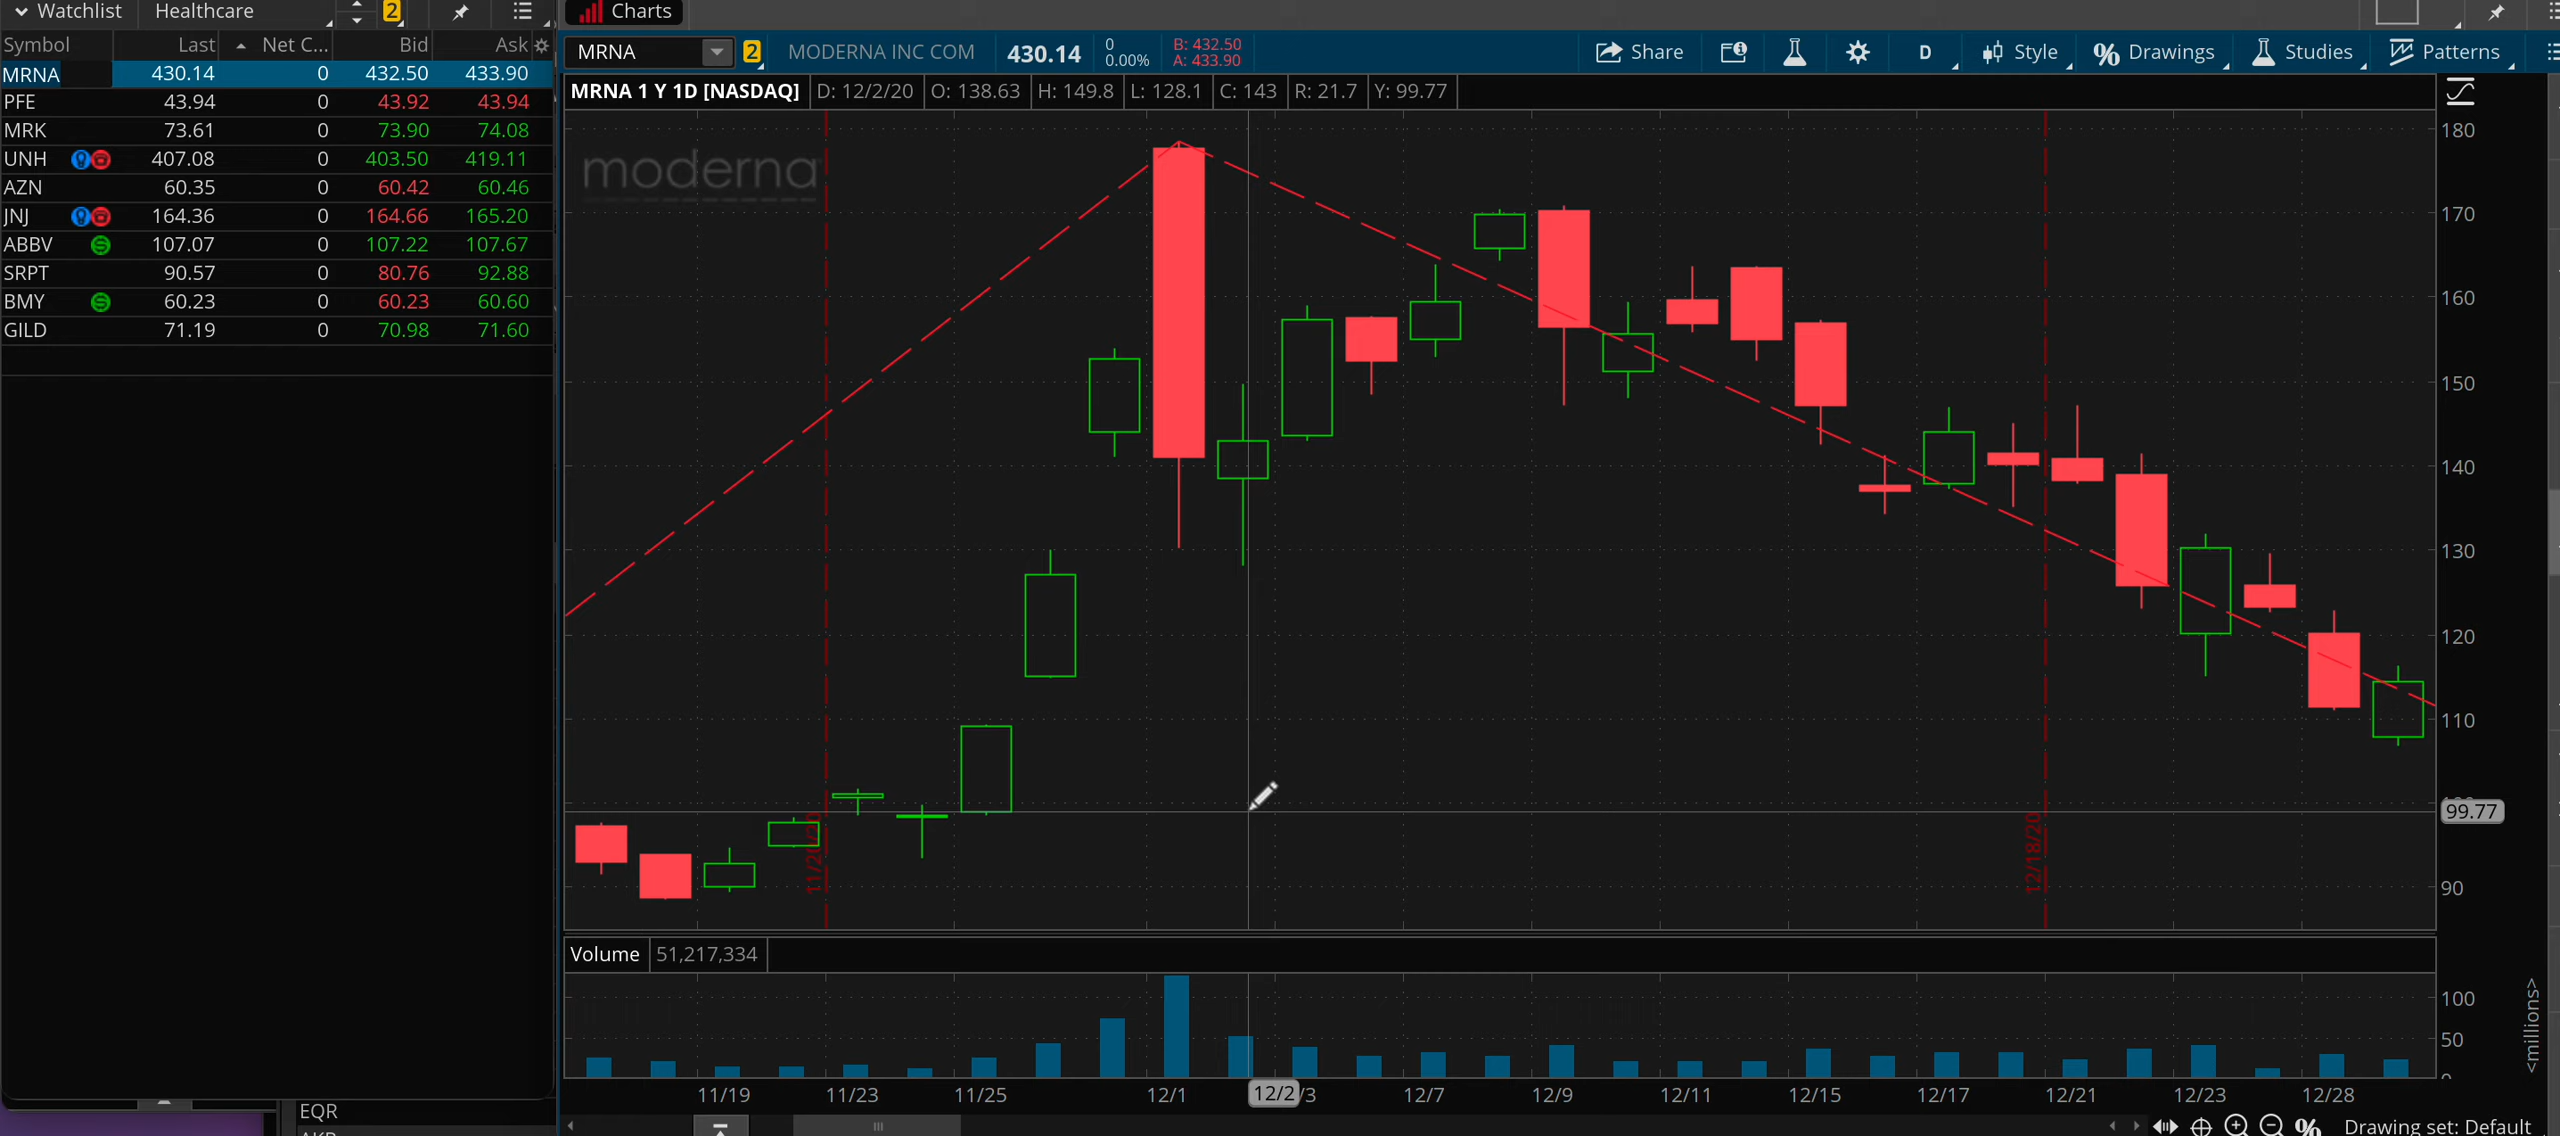 Watchlist Healthcare 2
Symbol Last Net C... Bid Ask
MRNA 430.14 0 432.50 433.90
PFE 43.94 0 43.92 43.94
MRK 73.61 0 73.90 74.08
UNH 407.08 0 403.50 419.11
AZN 60.35 0 60.42 60.46
JNJ 164.36 0 164.66 165.20
ABBV 107.07 0 107.22 107.67
SRPT 90.57 0 80.76 92.88
BMY 60.23 0 60.23 60.60
GILD 71.19 0 70.98 71.60
EQR
Charts
MRNA 2 MODERNA INC COM 430.14 0 0.00% B: 432.50 A: 433.90 Share D Style Drawings Studies Patterns
MRNA 1 Y 1D [NASDAQ] D: 12/2/20 O: 138.63 H: 149.8 L: 128.1 C: 143 R: 21.7 Y: 99.77
moderna
180
170
160
150
140
130
120
110
99.77
90
11/20/20
12/18/20
Volume 51,217,334
100
50
0
<millions>
11/19 11/23 11/25 12/1 12/2 /3 12/7 12/9 12/11 12/15 12/17 12/21 12/23 12/28
Drawing set: Default